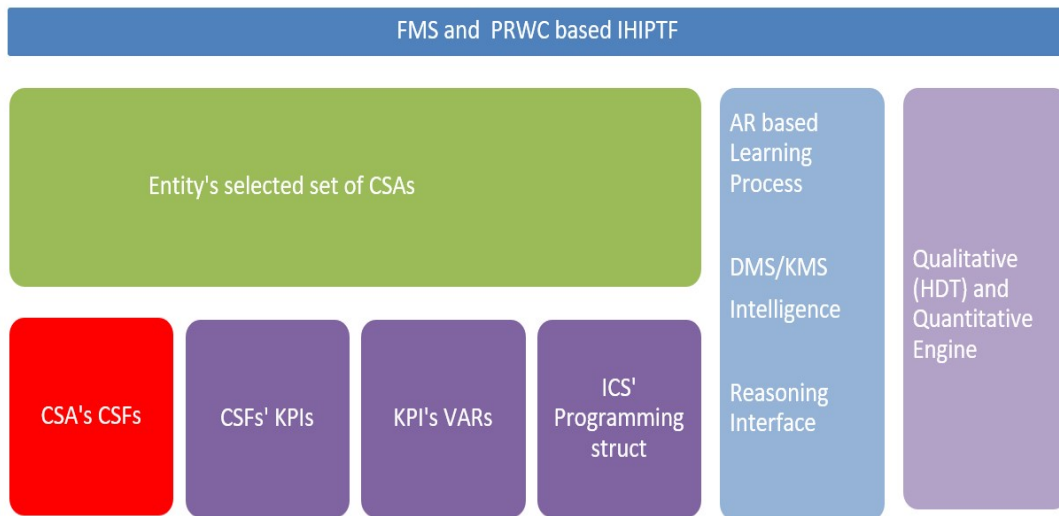 FMS and PRWC based IHIPTF
Entity's selected set of CSAs
CSA's CSFs
CSFs' KPIs
KPI's VARs
ICS'
Programming
struct
AR based
Learning
Process
DMS/KMS
Intelligence
Reasoning
Interface
Qualitative
(HDT) and
Quantitative
Engine